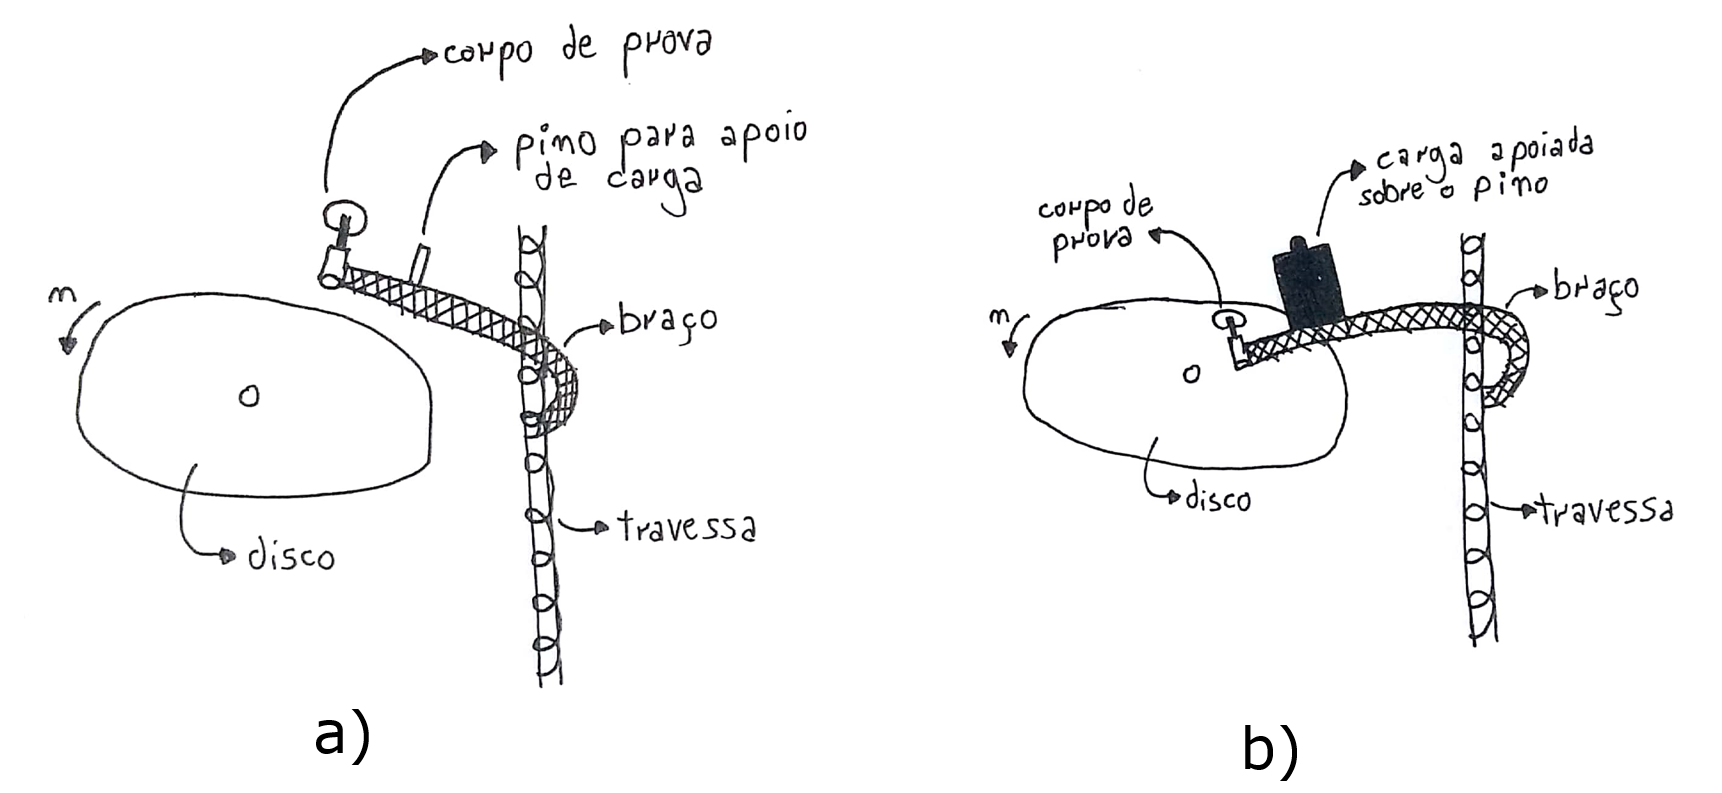 corpo de prova
pino para apoio
de carga
n
braço
travessa
disco
a)
carga apoiada
sobre o pino
corpo de
prova
n
braço
disco
travessa
b)